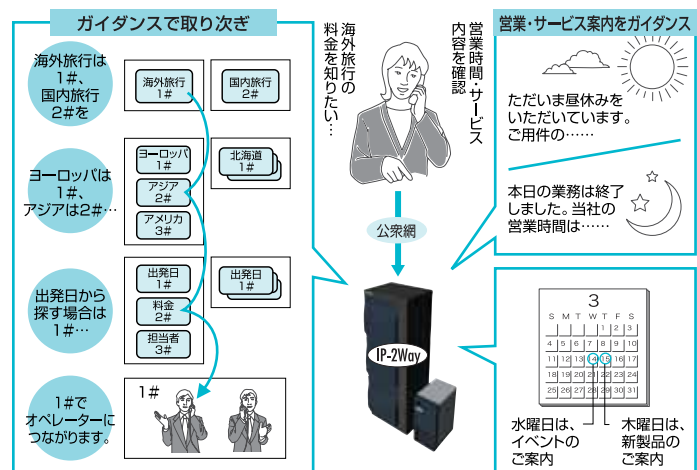 ガイダンスで取り次ぎ
海外旅行は
1#、
国内旅行
2#を
海外旅行
1#
国内旅行
2#
ヨーロッパは
1#、
アジアは2#…
ヨーロッパ
1#
アジア
2#
アメリカ
3#
北海道
1#
出発日から
探す場合は
1#…
出発日
1#
料金
2#
担当者
3#
出発日
1#
1#で
オペレーターに
つながります。
1#
海外旅行の
料金を知りたい…
営業時間・サービス
内容を確認
公衆網
IP-2Way
営業・サービス案内をガイダンス
ただいま昼休みを
いただいています。
ご用件の……
本日の業務は終了
しました。当社の
営業時間は……
3
S M T W T F S
1 2 3
4 5 6 7 8 9 10
11 12 13 14 15 16 17
18 19 20 21 22 23 24
25 26 27 28 29 30 31
水曜日は、
イベントの
ご案内
木曜日は、
新製品の
ご案内